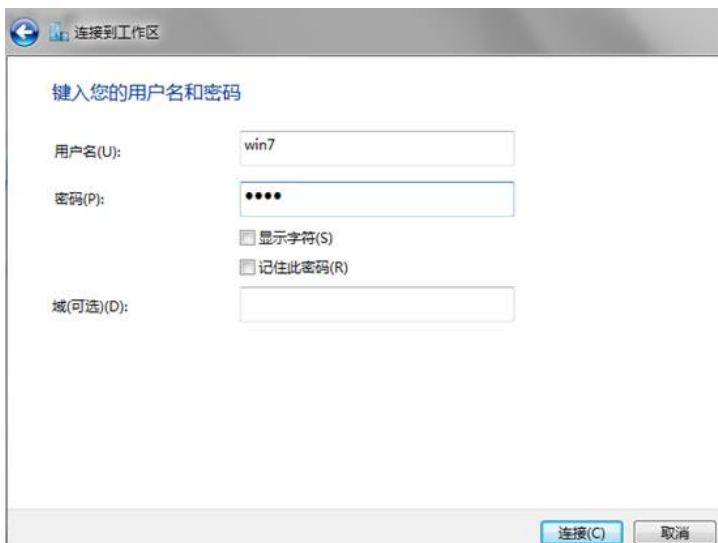 连接到工作区
键入您的用户名和密码
用户名(U): win7
密码(P): ••••
显示字符(S)
记住此密码(R)
域(可选)(D):
连接(C) 取消